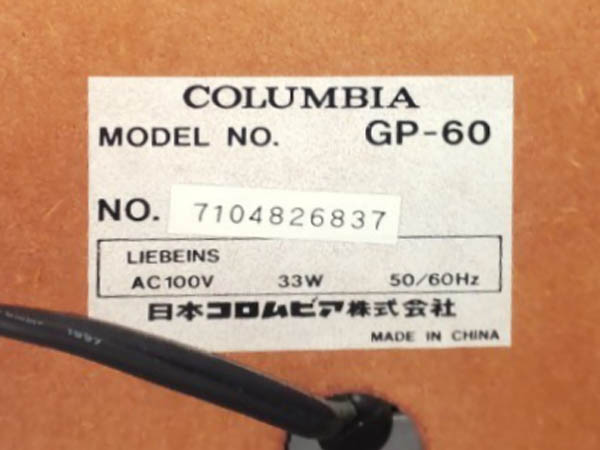 COLUMBIA
MODEL NO. GP-60
NO. 7104826837
LIEBEINS
AC100V 33W 50/60Hz
日本コロムビア株式会社
MADE IN CHINA
1997